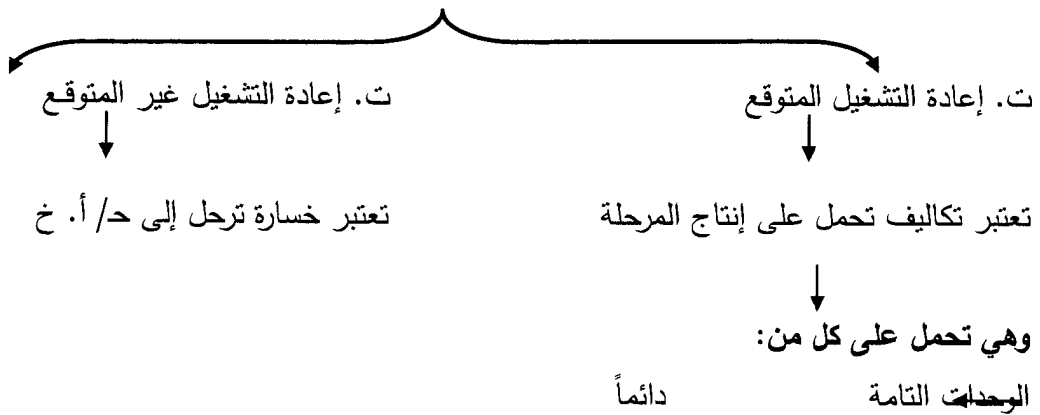 ت. إعادة التشغيل المتوقع
ت. إعادة التشغيل غير المتوقع
تعتبر تكاليف تحمل على إنتاج المرحلة
تعتبر خسارة ترحل إلى حـ/ أ. خ
وهي تحمل على كل من:
الوحدات التامة دائماً